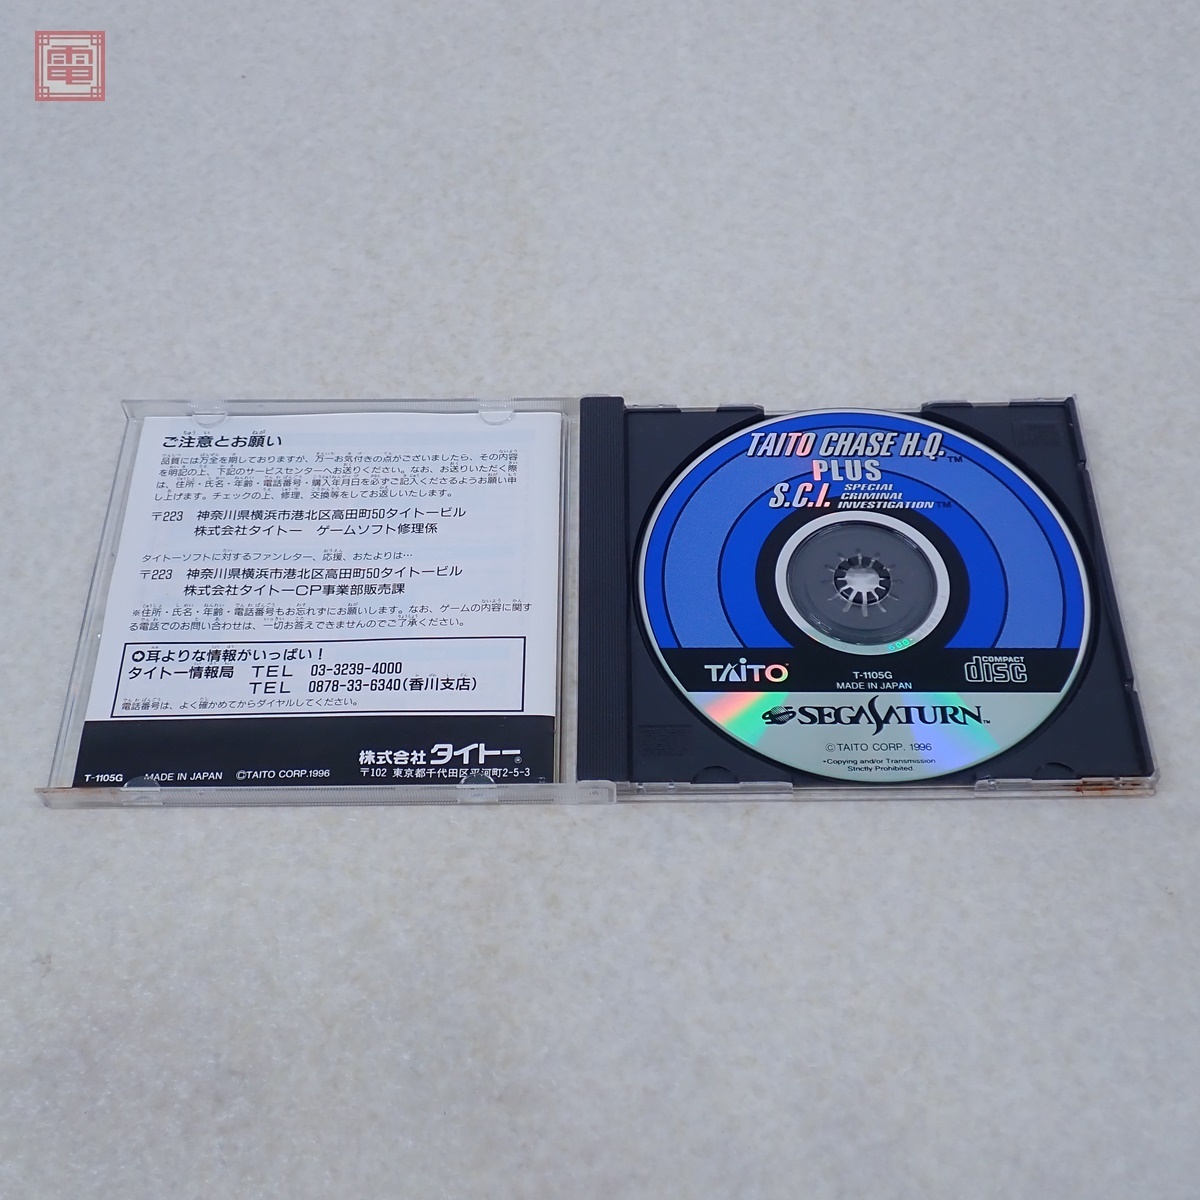 電
ご注意とお願い
品質には万全を期しておりますが、万一お気付きの点がございましたら、その内容
を明記の上、下記のサービスセンターへお送りください。なお、お送りいただく際
は、住所・氏名・年齢・電話番号・購入年月日を必ずご記入くださるようお願い申
し上げます。チェックの上、修理、交換等をしてお返しいたします。
〒223 神奈川県横浜市港北区高田町50タイトービル
株式会社タイトー ゲームソフト修理係
タイトーソフトに対するファンレター、応援、おたよりは…
〒223 神奈川県横浜市港北区高田町50タイトービル
株式会社タイトーCP事業部販売課
※住所・氏名・年齢・電話番号もお忘れずにお願いします。なお、ゲームの内容に関す
る電話でのお問い合わせは、一切お答えできませんのでご了承ください。
耳よりな情報がいっぱい!
タイトー情報局 TEL 03-3239-4000
TEL 0878-33-6340(香川支店)
電話番号は、よく確かめてからダイヤルしてください。
株式会社タイトー®
〒102 東京都千代田区平河町2-5-3
T-1105G MADE IN JAPAN ©TAITO CORP.1996
TAITO CHASE H.Q.™
PLUS
S.C.I. SPECIAL
CRIMINAL
INVESTIGATION™
TAITO
T-1105G
MADE IN JAPAN
COMPACT
disc
SEGA SATURN™
©TAITO CORP. 1996
•Copying and/or Transmission
Strictly Prohibited.